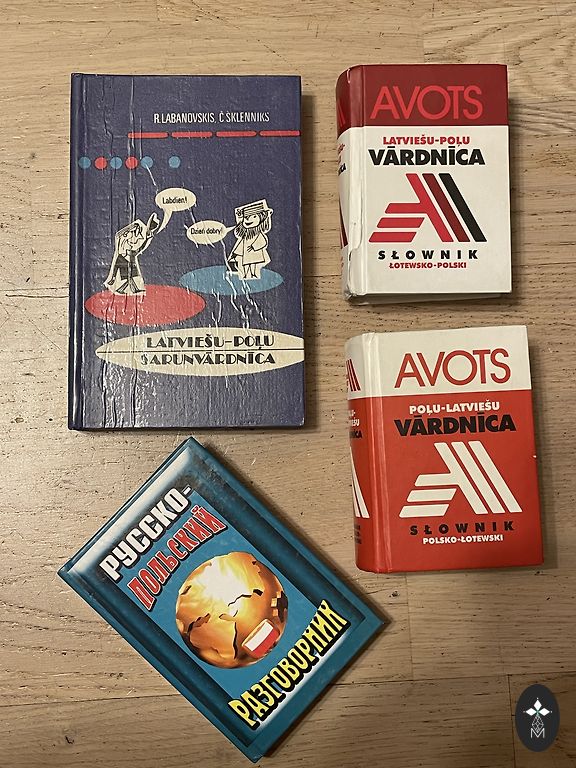 R. LABANOVSKIS, Č. ŠKLENNIKS
Labdien!
Dzień dobry!
LATVIEŠU-POĻU
SARUNVĀRDNĪCA
AVOTS
LATVIEŠU-POĻU
VĀRDNĪCA
SŁOWNIK
ŁOTEWSKO-POLSKI
AVOTS
POĻU-LATVIEŠU
VĀRDNĪCA
SŁOWNIK
POLSKO-ŁOTEWSKI
РУССКО-
ПОЛЬСКИЙ
РАЗГОВОРНИК